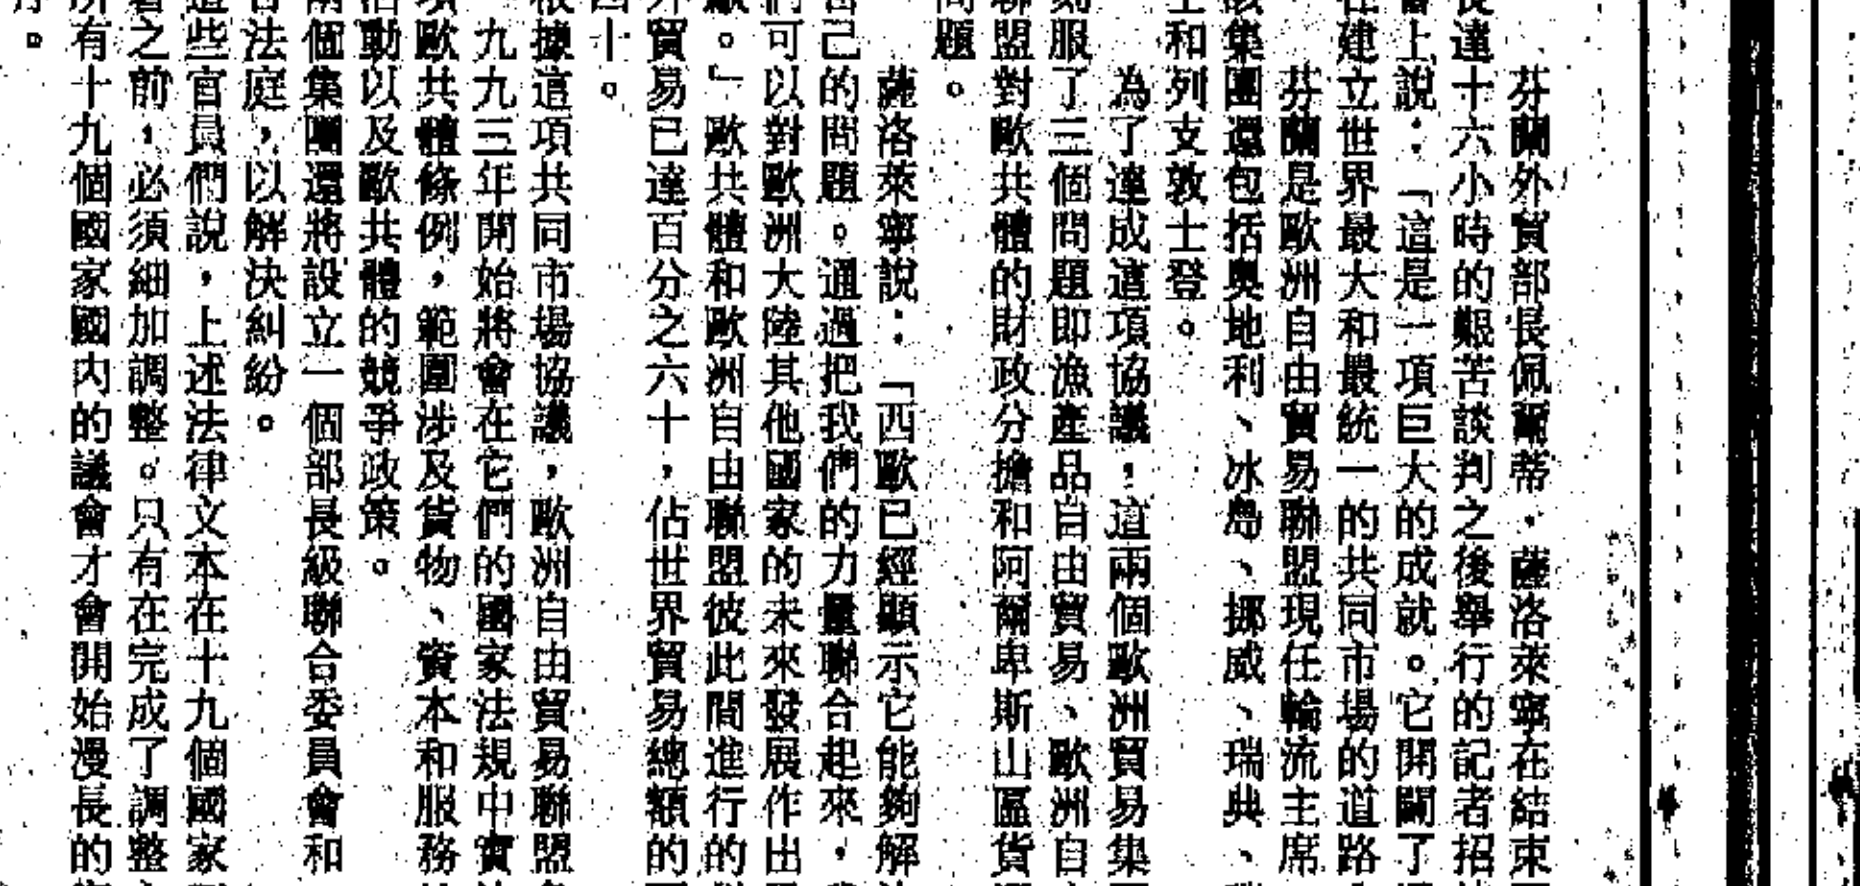 芬蘭外貿部長佩爾蒂·薩洛萊寧在結束
長達十六小時的艱苦談判之後舉行的記者招
會上說：「這是一項巨大的成就。它開闢了
在建立世界最大和最統一的共同市場的道路
芬蘭是歐洲自由貿易聯盟現任輪流主席
該集團還包括奧地利、冰島、挪威、瑞典、
士和列支敦士登。
為了達成這項協議，這兩個歐洲貿易集
克服了三個問題即漁產品自由貿易、歐洲自
聯盟對歐共體的財政分擔和阿爾卑斯山區貨
問題。
薩洛萊寧說：「西歐已經顯示它能夠解
自己的問題。通過把我們的力量聯合起來，
們可以對歐洲大陸其他國家的未來發展作出
獻。」歐共體和歐洲自由聯盟彼此間進行的
外貿易已達百分之六十，佔世界貿易總額的
四十。
根據這項共同市場協議，歐洲自由貿易聯盟
九九三年開始將會在它們的國家法規中實
項歐共體條例，範圍涉及貨物、資本和服務
活動以及歐共體的競爭政策。
兩個集團還將設立一個部長級聯合委員會和
合法庭，以解決糾紛。
這些官員們說，上述法律文本在十九個國家
署之前，必須細加調整。只有在完成了調整
所有十九個國家國內的議會才會開始漫長的
序。